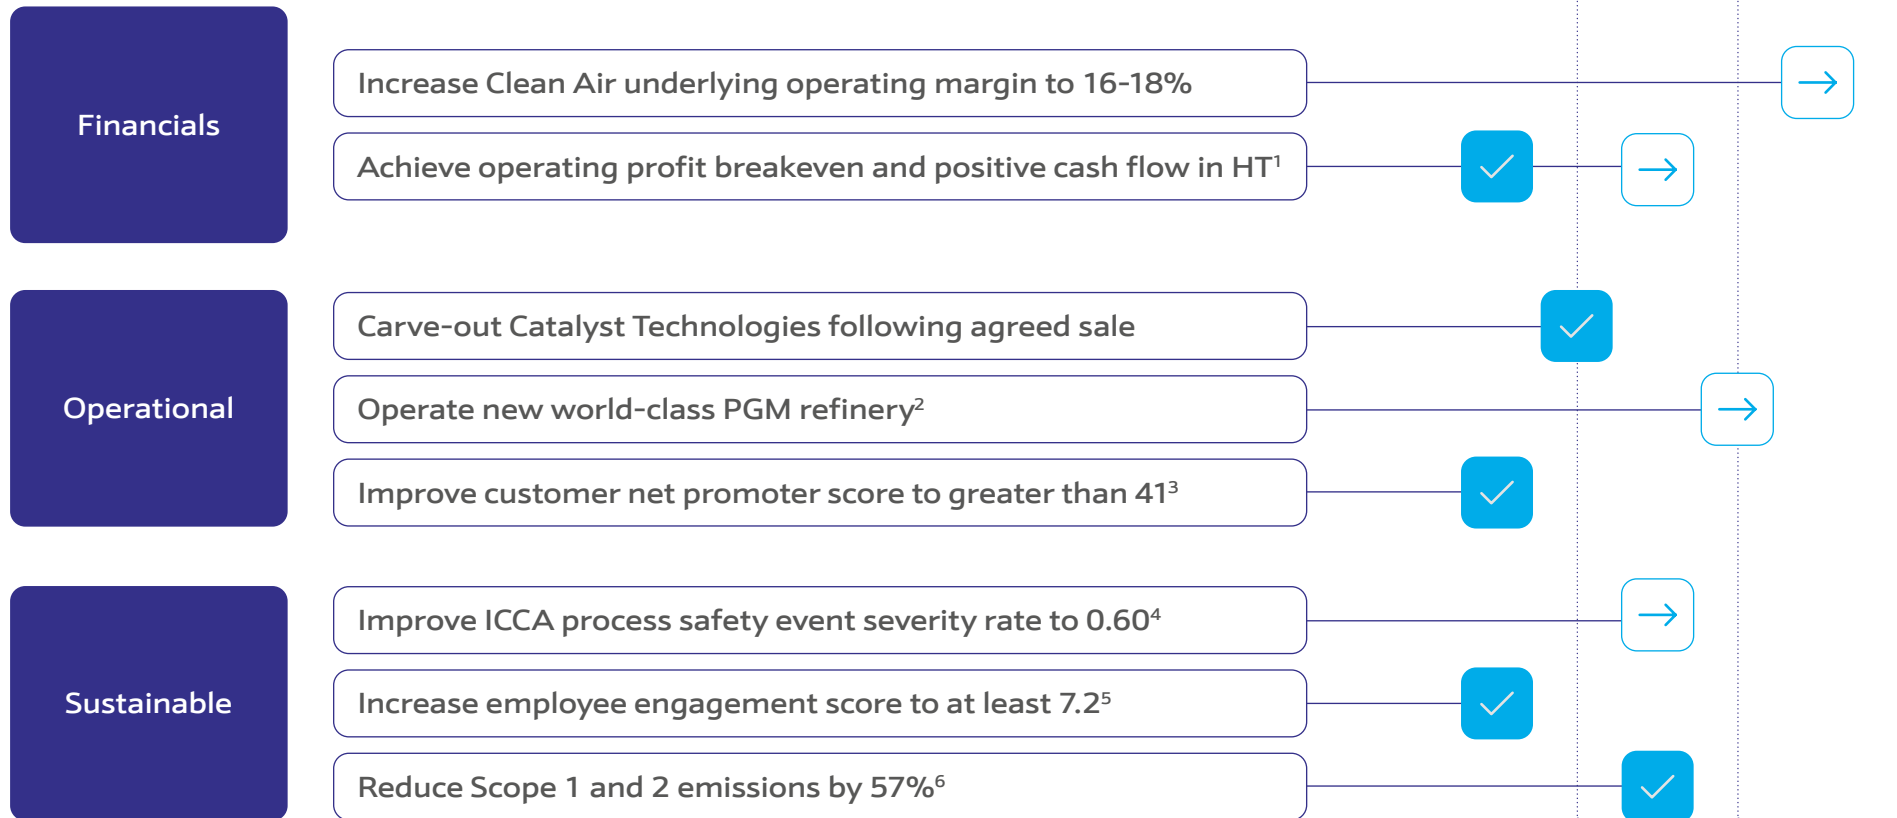 Financials
Increase Clean Air underlying operating margin to 16-18%
Achieve operating profit breakeven and positive cash flow in HT¹
Operational
Carve-out Catalyst Technologies following agreed sale
Operate new world-class PGM refinery²
Improve customer net promoter score to greater than 41³
Sustainable
Improve ICCA process safety event severity rate to 0.60⁴
Increase employee engagement score to at least 7.2⁵
Reduce Scope 1 and 2 emissions by 57%⁶